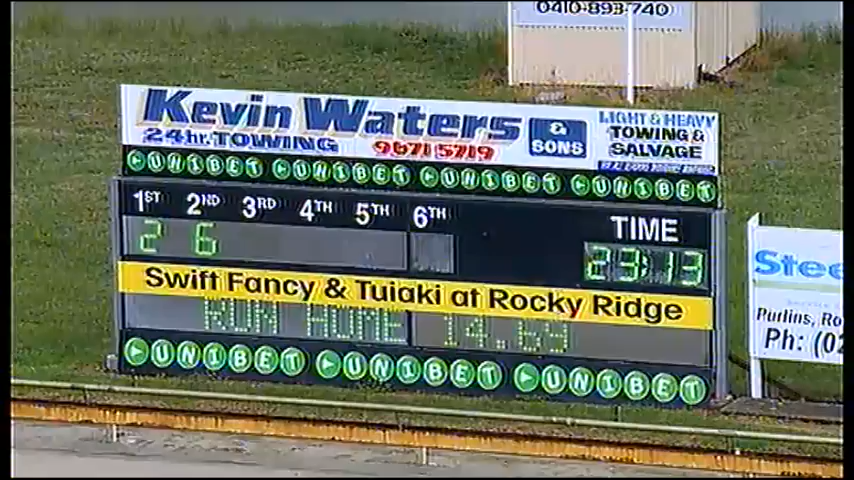 0410-893-740
Kevin Waters
& SONS
24hr. TOWING
9671 5719
LIGHT & HEAVY
TOWING &
SALVAGE
UNIBET UNIBET UNIBET UNIBET
1ST 2ND 3RD 4TH 5TH 6TH
TIME
2 6
23:13
Swift Fancy & Tuiaki at Rocky Ridge
RUN HOME 14.69
UNIBET UNIBET UNIBET
Stee
Purlins, Ro
Ph: (02